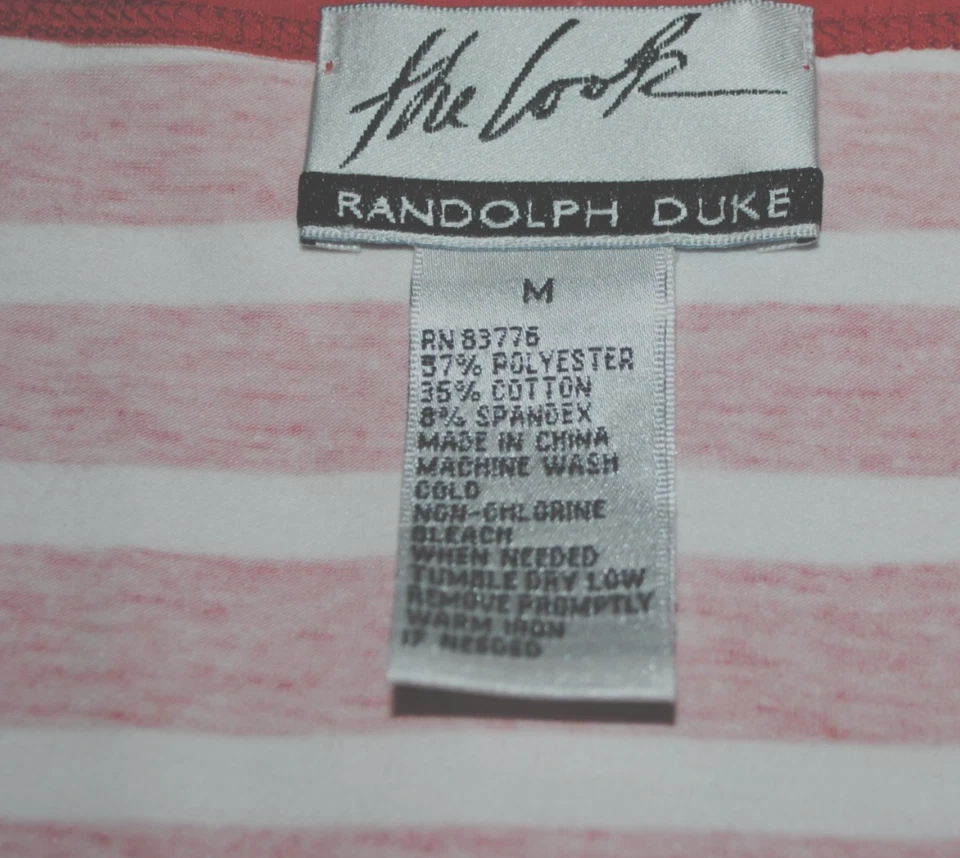 the look
RANDOLPH DUKE
M
RN 83776
57% POLYESTER
35% COTTON
8% SPANDEX
MADE IN CHINA
MACHINE WASH
COLD
NON-CHLORINE
BLEACH
WHEN NEEDED
TUMBLE DRY LOW
REMOVE PROMPTLY
WARM IRON
IF NEEDED